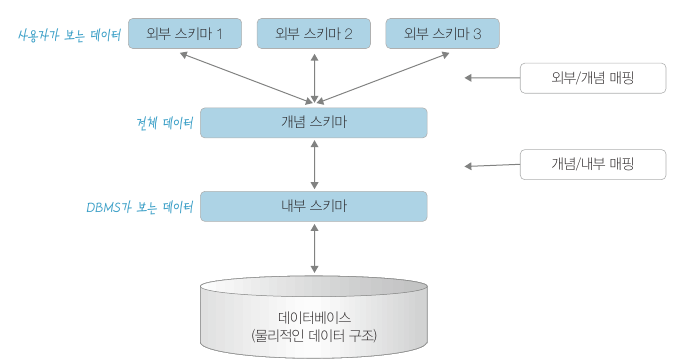 사용자가 보는 데이터
외부 스키마 1
외부 스키마 2
외부 스키마 3
외부/개념 매핑
전체 데이터
개념 스키마
개념/내부 매핑
DBMS가 보는 데이터
내부 스키마
데이터베이스
(물리적인 데이터 구조)